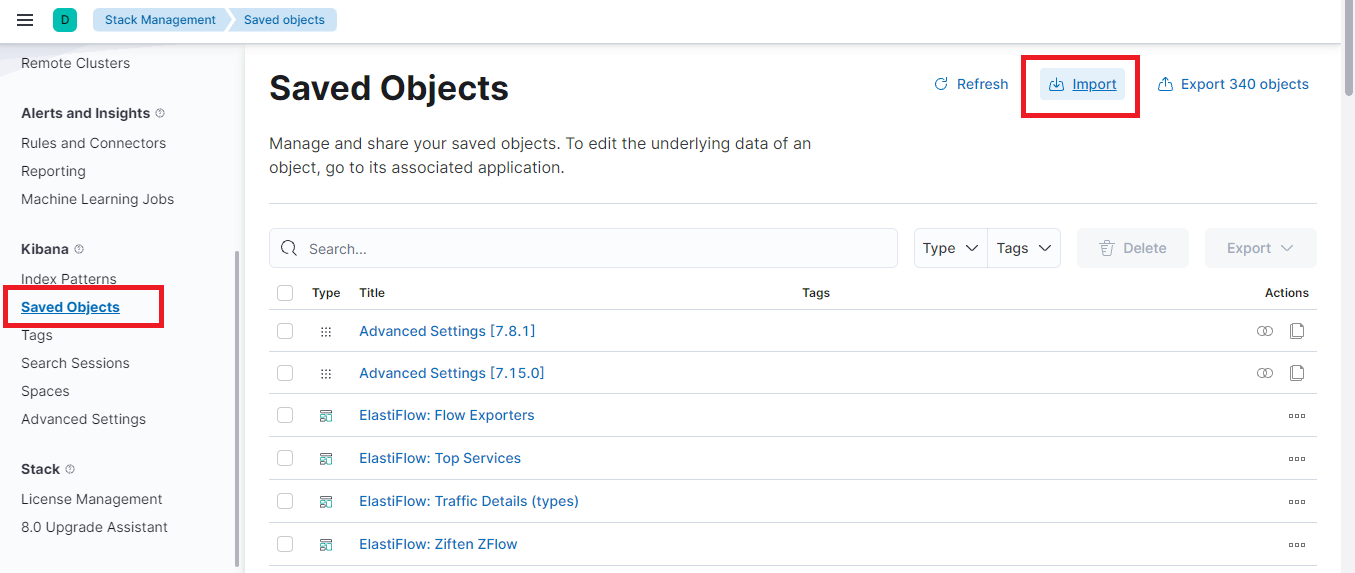 D
Stack Management
Saved objects
Remote Clusters
Alerts and Insights
Rules and Connectors
Reporting
Machine Learning Jobs
Kibana
Index Patterns
Saved Objects
Tags
Search Sessions
Spaces
Advanced Settings
Stack
License Management
8.0 Upgrade Assistant
Saved Objects
Refresh
Import
Export 340 objects
Manage and share your saved objects. To edit the underlying data of an
object, go to its associated application.
Search...
Type
Tags
Delete
Export
Type Title Tags Actions
Advanced Settings [7.8.1]
Advanced Settings [7.15.0]
ElastiFlow: Flow Exporters
ElastiFlow: Top Services
ElastiFlow: Traffic Details (types)
ElastiFlow: Ziften ZFlow